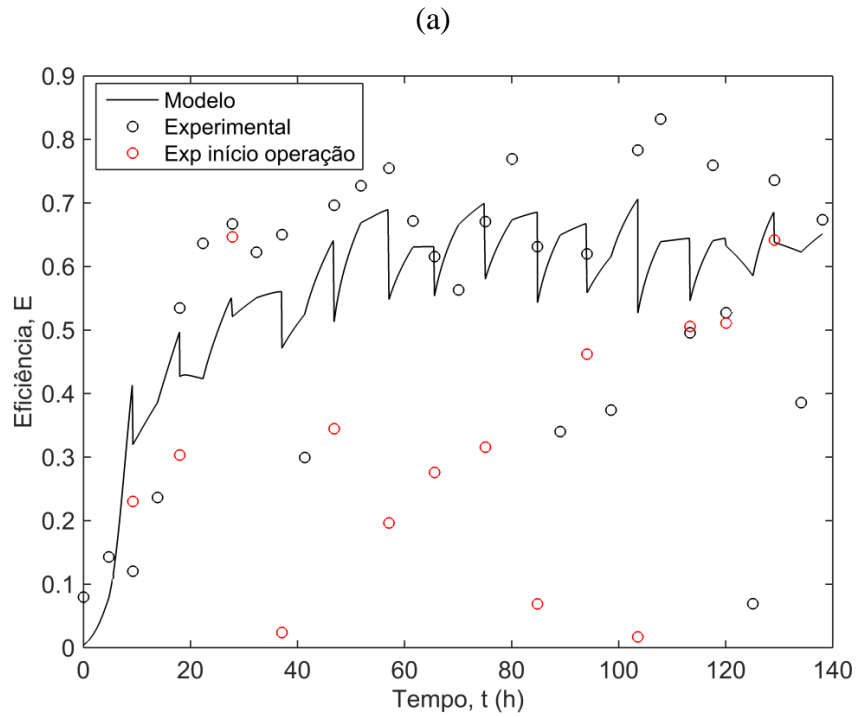 (a)
0.9
0.8
0.7
0.6
0.5
0.4
0.3
0.2
0.1
0
Eficiência, E
Modelo
Experimental
Exp início operação
0 20 40 60 80 100 120 140
Tempo, t (h)